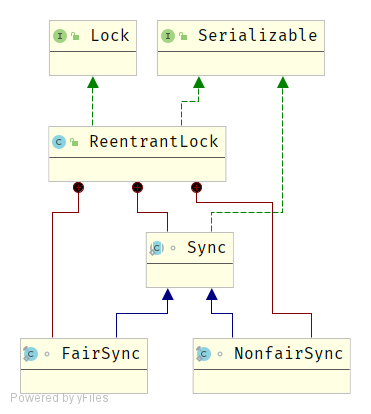 I Lock
I Serializable
C ReentrantLock
C Sync
C FairSync
C NonfairSync
Powered by yFiles